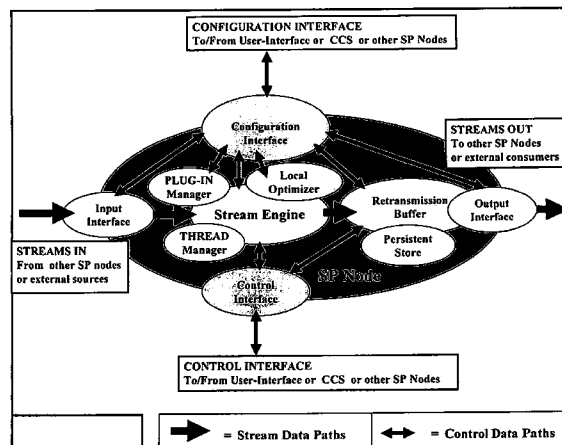 CONFIGURATION INTERFACE
To/From User-Interface or CCS or other SP Nodes
Configuration
Interface
STREAMS OUT
To other SP Nodes
or external consumers
PLUG-IN
Manager
Local
Optimizer
Input
Interface
Stream Engine
Retransmission
Buffer
Output
Interface
THREAD
Manager
Persistent
Store
STREAMS IN
From other SP nodes
or external sources
SP Node
Control
Interface
CONTROL INTERFACE
To/From User-Interface or CCS or other SP Nodes
= Stream Data Paths
= Control Data Paths